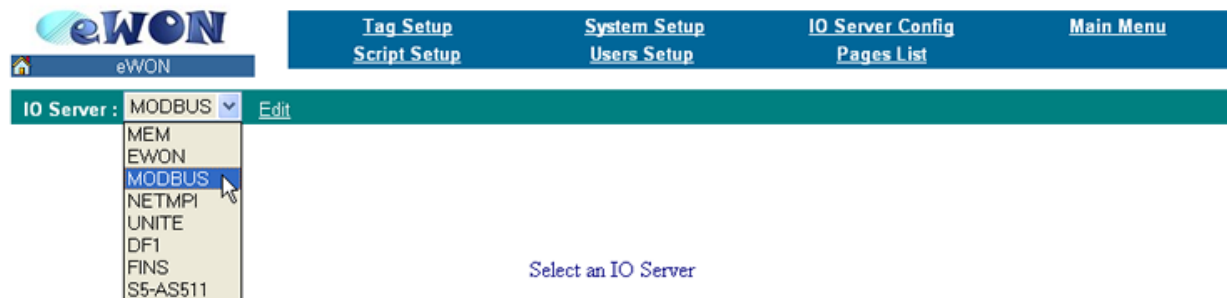 eWON
Tag Setup System Setup IO Server Config Main Menu
eWON
Script Setup Users Setup Pages List
IO Server : MODBUS Edit
MEM
EWON
MODBUS
NETMPI
UNITE
DF1
FINS
S5-AS511
Select an IO Server